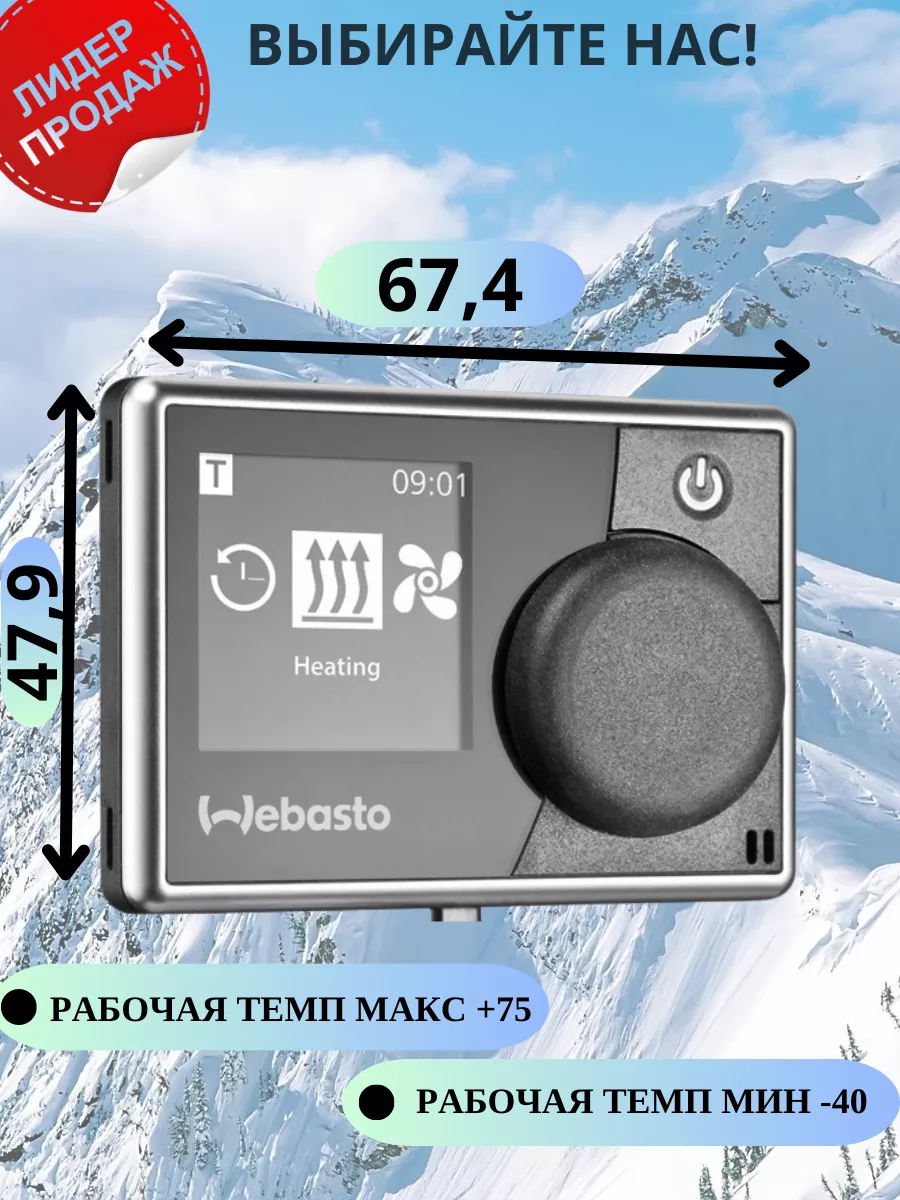 ЛИДЕР
ПРОДАЖ
ВЫБИРАЙТЕ НАС!
67,4
47,9
T
09:01
Heating
Webasto
РАБОЧАЯ ТЕМП МАКС +75
РАБОЧАЯ ТЕМП МИН -40